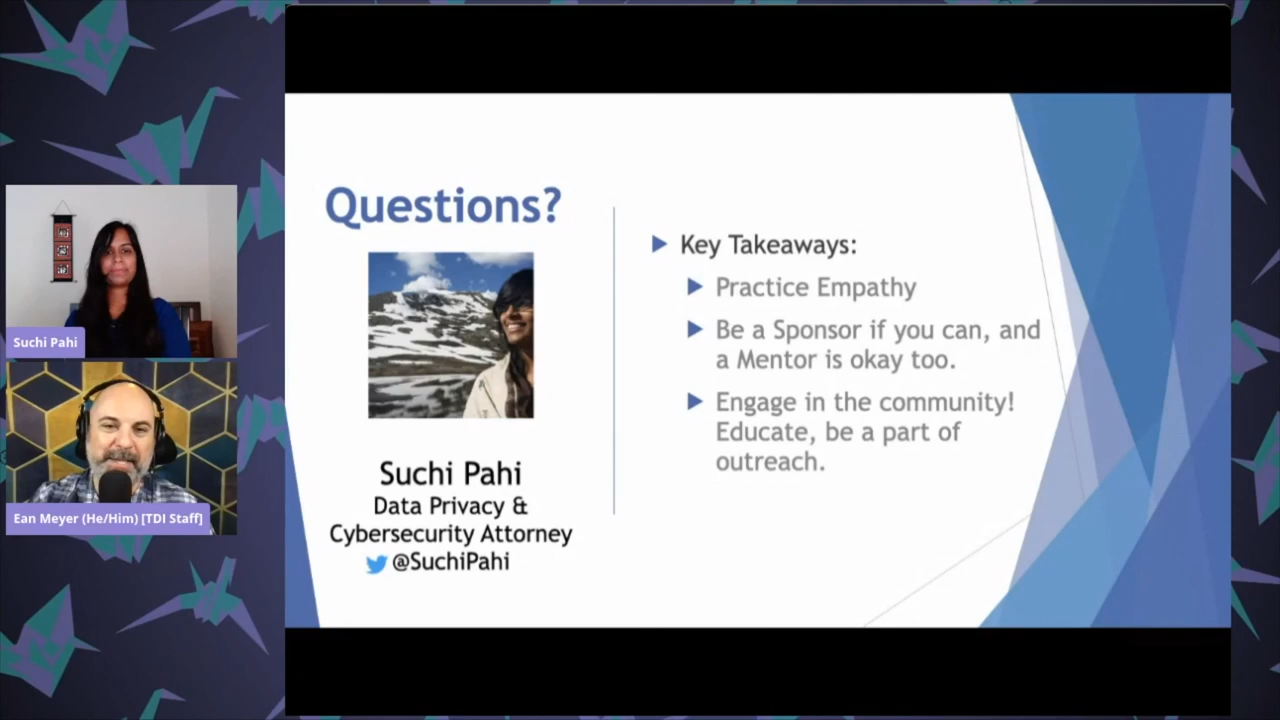 Suchi Pahi
Ean Meyer (He/Him) [TDI Staff]
Questions?
Suchi Pahi
Data Privacy &
Cybersecurity Attorney
@SuchiPahi
Key Takeaways:
Practice Empathy
Be a Sponsor if you can, and
a Mentor is okay too.
Engage in the community!
Educate, be a part of
outreach.